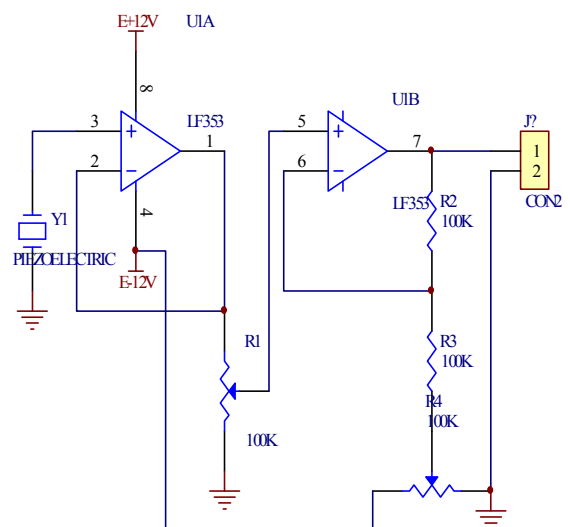 E+12V
U1A
8
LF353
3
1
2
4
Y1
PIEZOELECTRIC
E-12V
R1
100K
U1B
5
7
6
LF353
R2
100K
R3
100K
R4
100K
J?
1
2
CON2